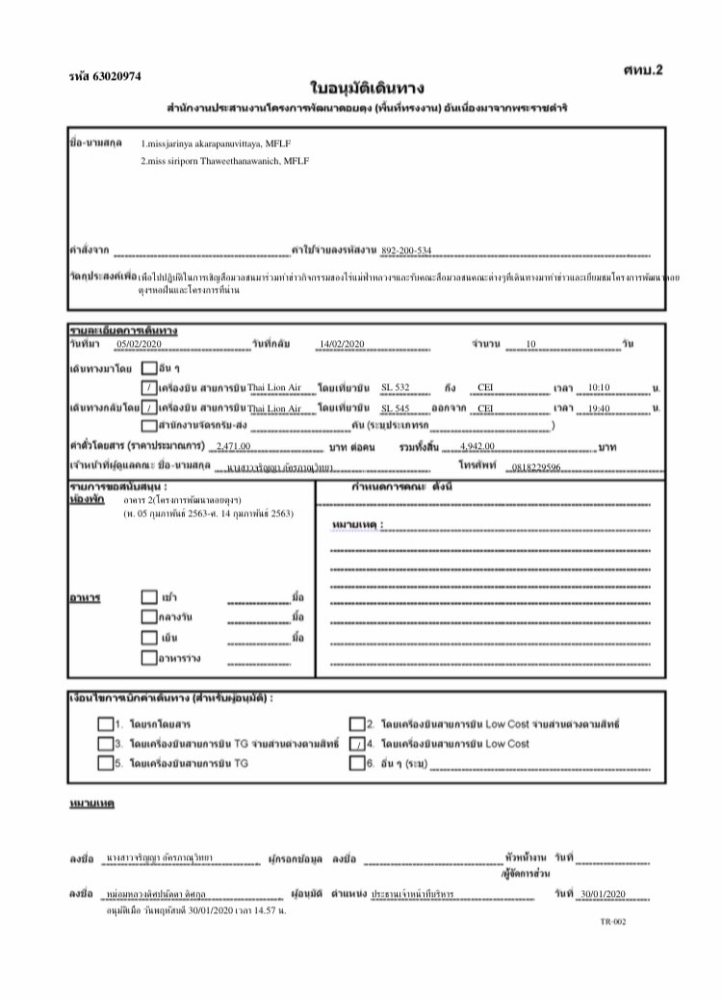 ศทบ.2
รหัส 63020974
ใบอนุมัติเดินทาง
สำนักงานประสานงานโครงการพัฒนาดอยตุง (พื้นที่ทรงงาน) อันเนื่องมาจากพระราชดำริ
ชื่อ-นามสกุล 1.missjarinya akarapanuvittaya, MFLF
2.miss siriporn Thaweethanawanich, MFLF
คำสั่งจาก ค่าใช้จ่ายลงรหัสงาน 892-200-534
วัตถุประสงค์เพื่อ เพื่อไปปฏิบัติในการเชิญสื่อมวลชนมาร่วมทำข่าวกิจกรรมของไร่แม่ฟ้าหลวงฯและรับคณะสื่อมวลชนคณะต่างๆที่เดินทางมาทำข่าวและเยี่ยมชมโครงการพัฒนาดอย
ตุงฯหอฝิ่นและโครงการที่น่าน
รายละเอียดการเดินทาง
วันที่มา 05/02/2020 วันที่กลับ 14/02/2020 จำนวน 10 วัน
เดินทางมาโดย อื่น ๆ
/ เครื่องบิน สายการบิน Thai Lion Air โดยเที่ยวบิน SL 532 ถึง CEI เวลา 10:10 น.
เดินทางกลับโดย / เครื่องบิน สายการบิน Thai Lion Air โดยเที่ยวบิน SL 545 ออกจาก CEI เวลา 19:40 น.
สำนักงานจัดรถรับ-ส่ง คัน (ระบุประเภทรถ )
ค่าตั๋วโดยสาร (ราคาประมาณการ) 2,471.00 บาท ต่อคน รวมทั้งสิ้น 4,942.00 บาท
เจ้าหน้าที่ผู้ดูแลคณะ ชื่อ-นามสกุล นางสาวจริญญา อัครภาณุวิทยา โทรศัพท์ 0818229596
รายการขอสนับสนุน : กำหนดการคณะ ดังนี้
ห้องพัก อาคาร 2(โครงการพัฒนาดอยตุงฯ)
(พ. 05 กุมภาพันธ์ 2563-ศ. 14 กุมภาพันธ์ 2563)
หมายเหตุ :
อาหาร เช้า มื้อ
กลางวัน มื้อ
เย็น มื้อ
อาหารว่าง
เงื่อนไขการเบิกค่าเดินทาง (สำหรับผู้อนุมัติ) :
1. โดยรถโดยสาร 2. โดยเครื่องบินสายการบิน Low Cost จ่ายส่วนต่างตามสิทธิ์
3. โดยเครื่องบินสายการบิน TG จ่ายส่วนต่างตามสิทธิ์ / 4. โดยเครื่องบินสายการบิน Low Cost
5. โดยเครื่องบินสายการบิน TG 6. อื่น ๆ (ระบุ)
หมายเหตุ
ลงชื่อ นางสาวจริญญา อัครภาณุวิทยา ผู้กรอกข้อมูล ลงชื่อ หัวหน้างาน วันที่
/ผู้จัดการส่วน
ลงชื่อ หม่อมหลวงดิศปนัดดา ดิศกุล ผู้อนุมัติ ตำแหน่ง ประธานเจ้าหน้าที่บริหาร วันที่ 30/01/2020
อนุมัติเมื่อ วันพฤหัสบดี 30/01/2020 เวลา 14.57 น.
TR-002